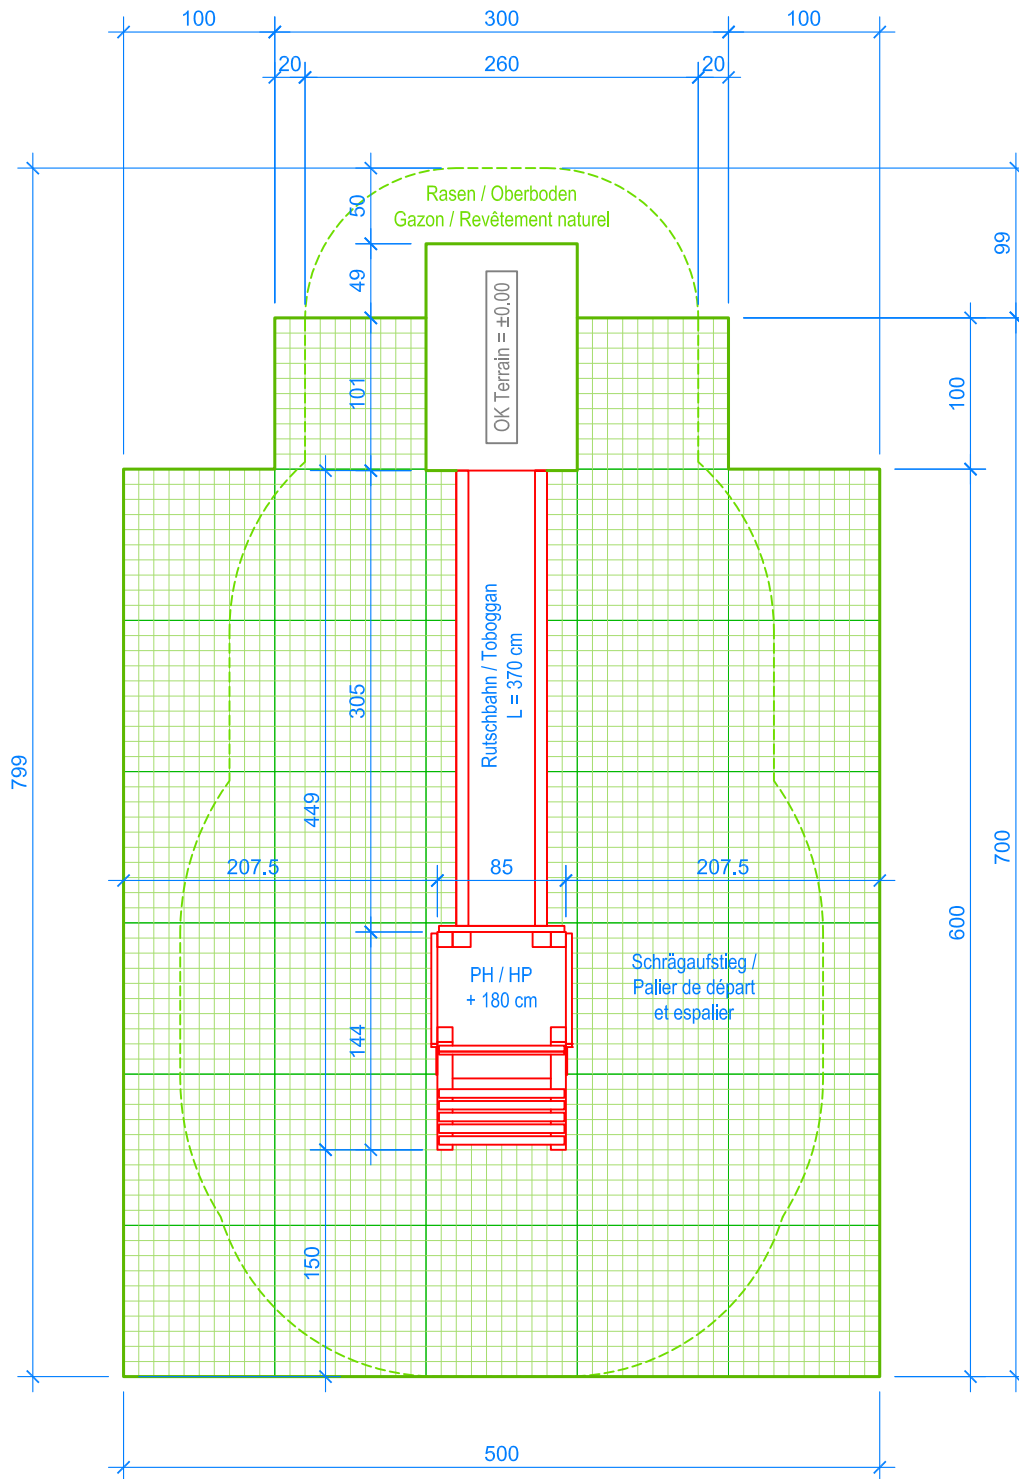 100
300
100
20
260
20
Rasen / Oberboden
Gazon / Revêtement naturel
50
99
49
OK Terrain = ±0.00
101
100
Rutschbahn / Toboggan
L = 370 cm
305
799
449
700
207.5
85
207.5
600
PH / HP
+ 180 cm
Schrägaufstieg /
Palier de départ
et espalier
144
150
500